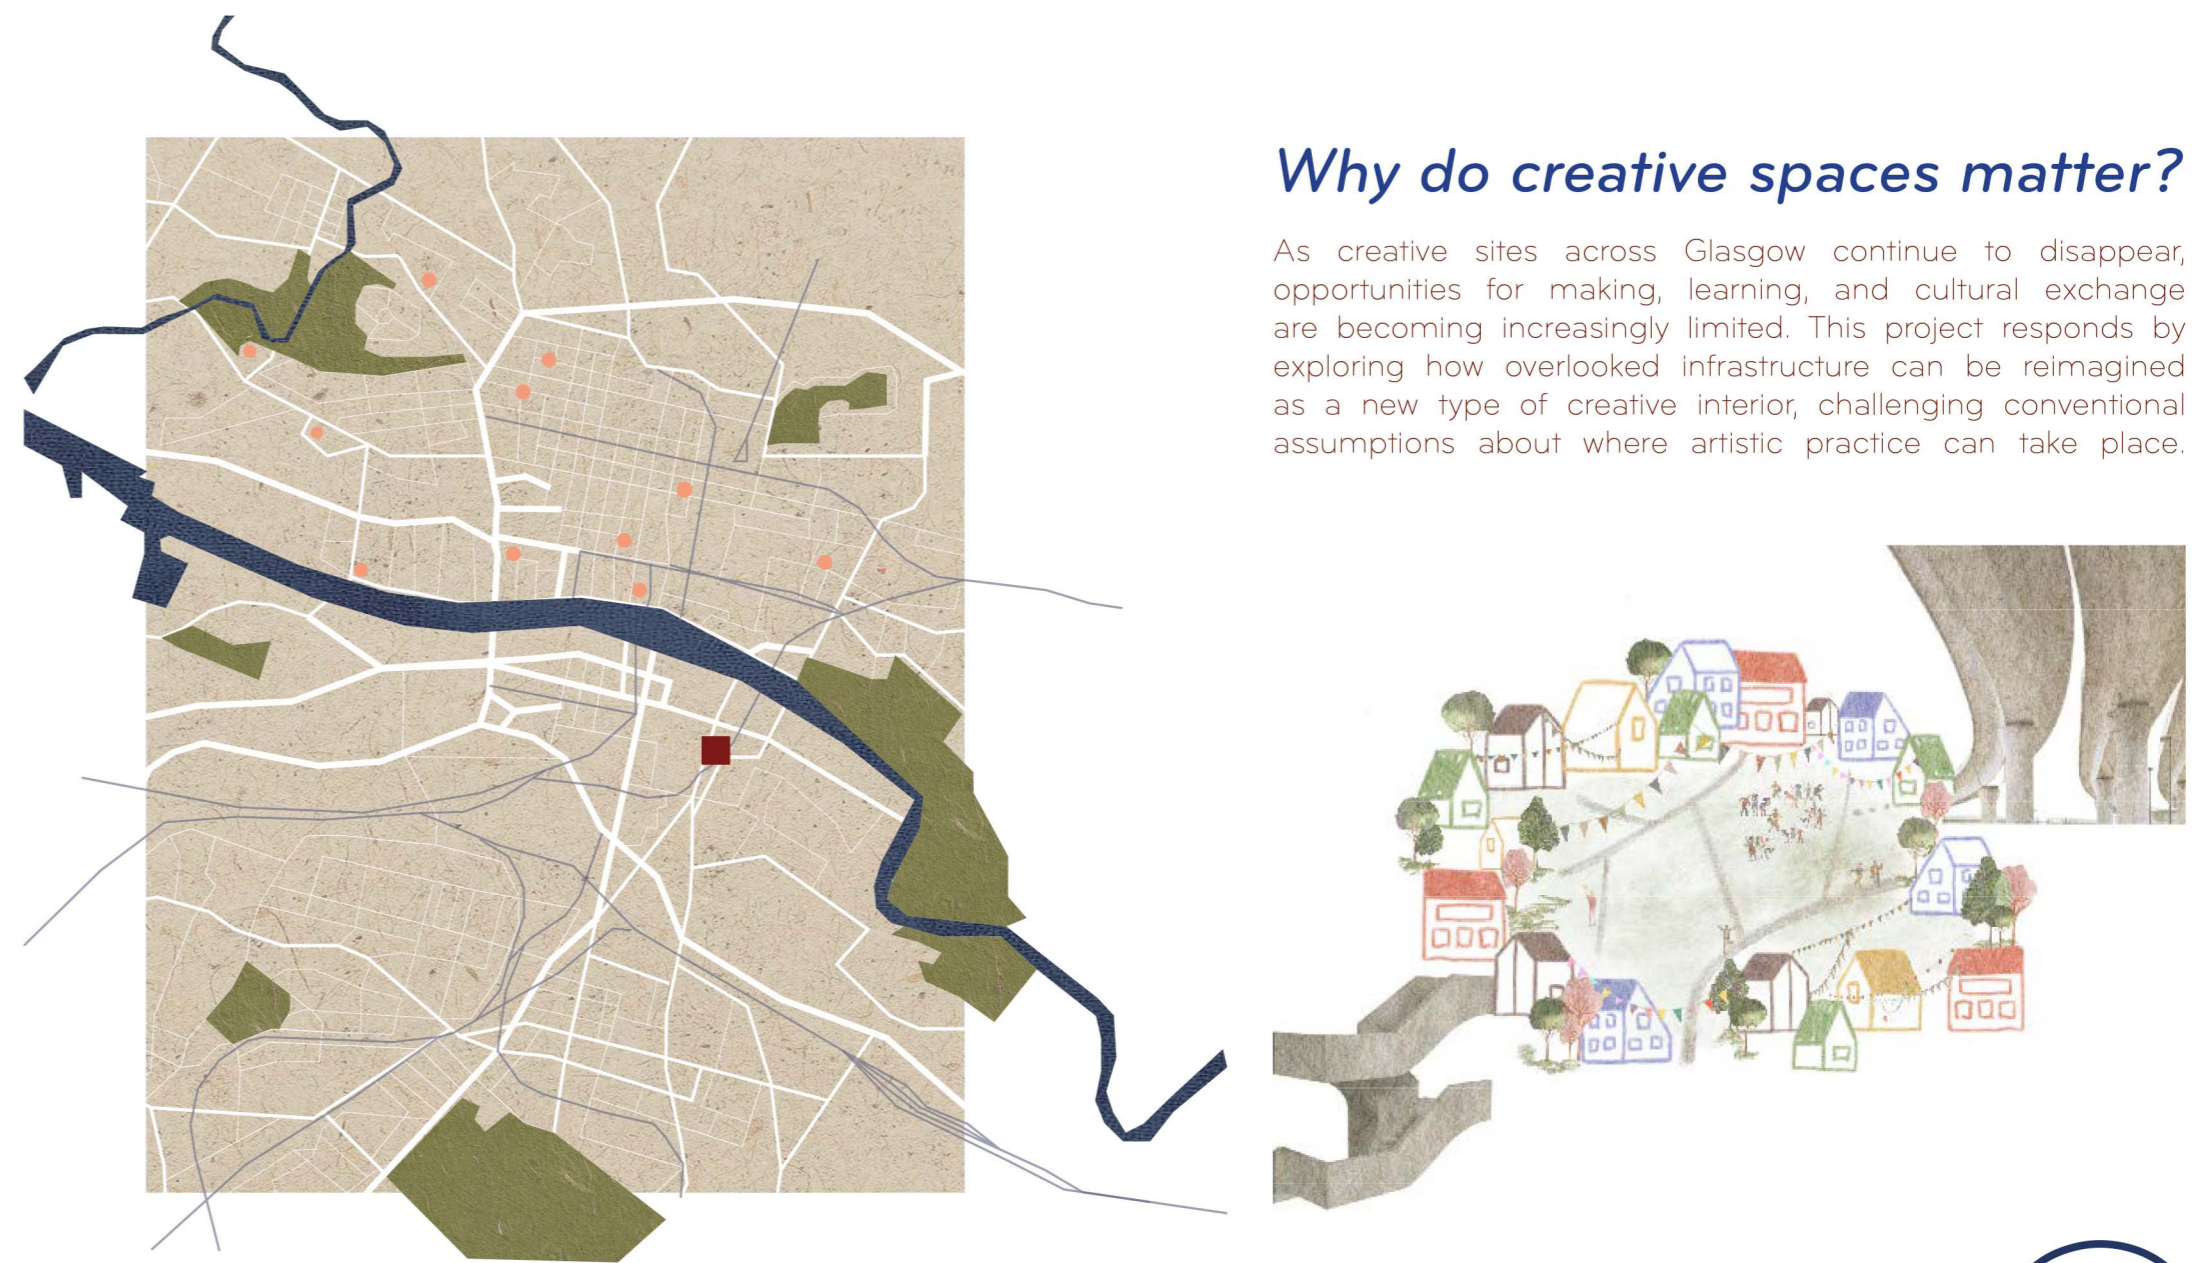 Why do creative spaces matter?
As creative sites across Glasgow continue to disappear,
opportunities for making, learning, and cultural exchange
are becoming increasingly limited. This project responds by
exploring how overlooked infrastructure can be reimagined
as a new type of creative interior, challenging conventional
assumptions about where artistic practice can take place.